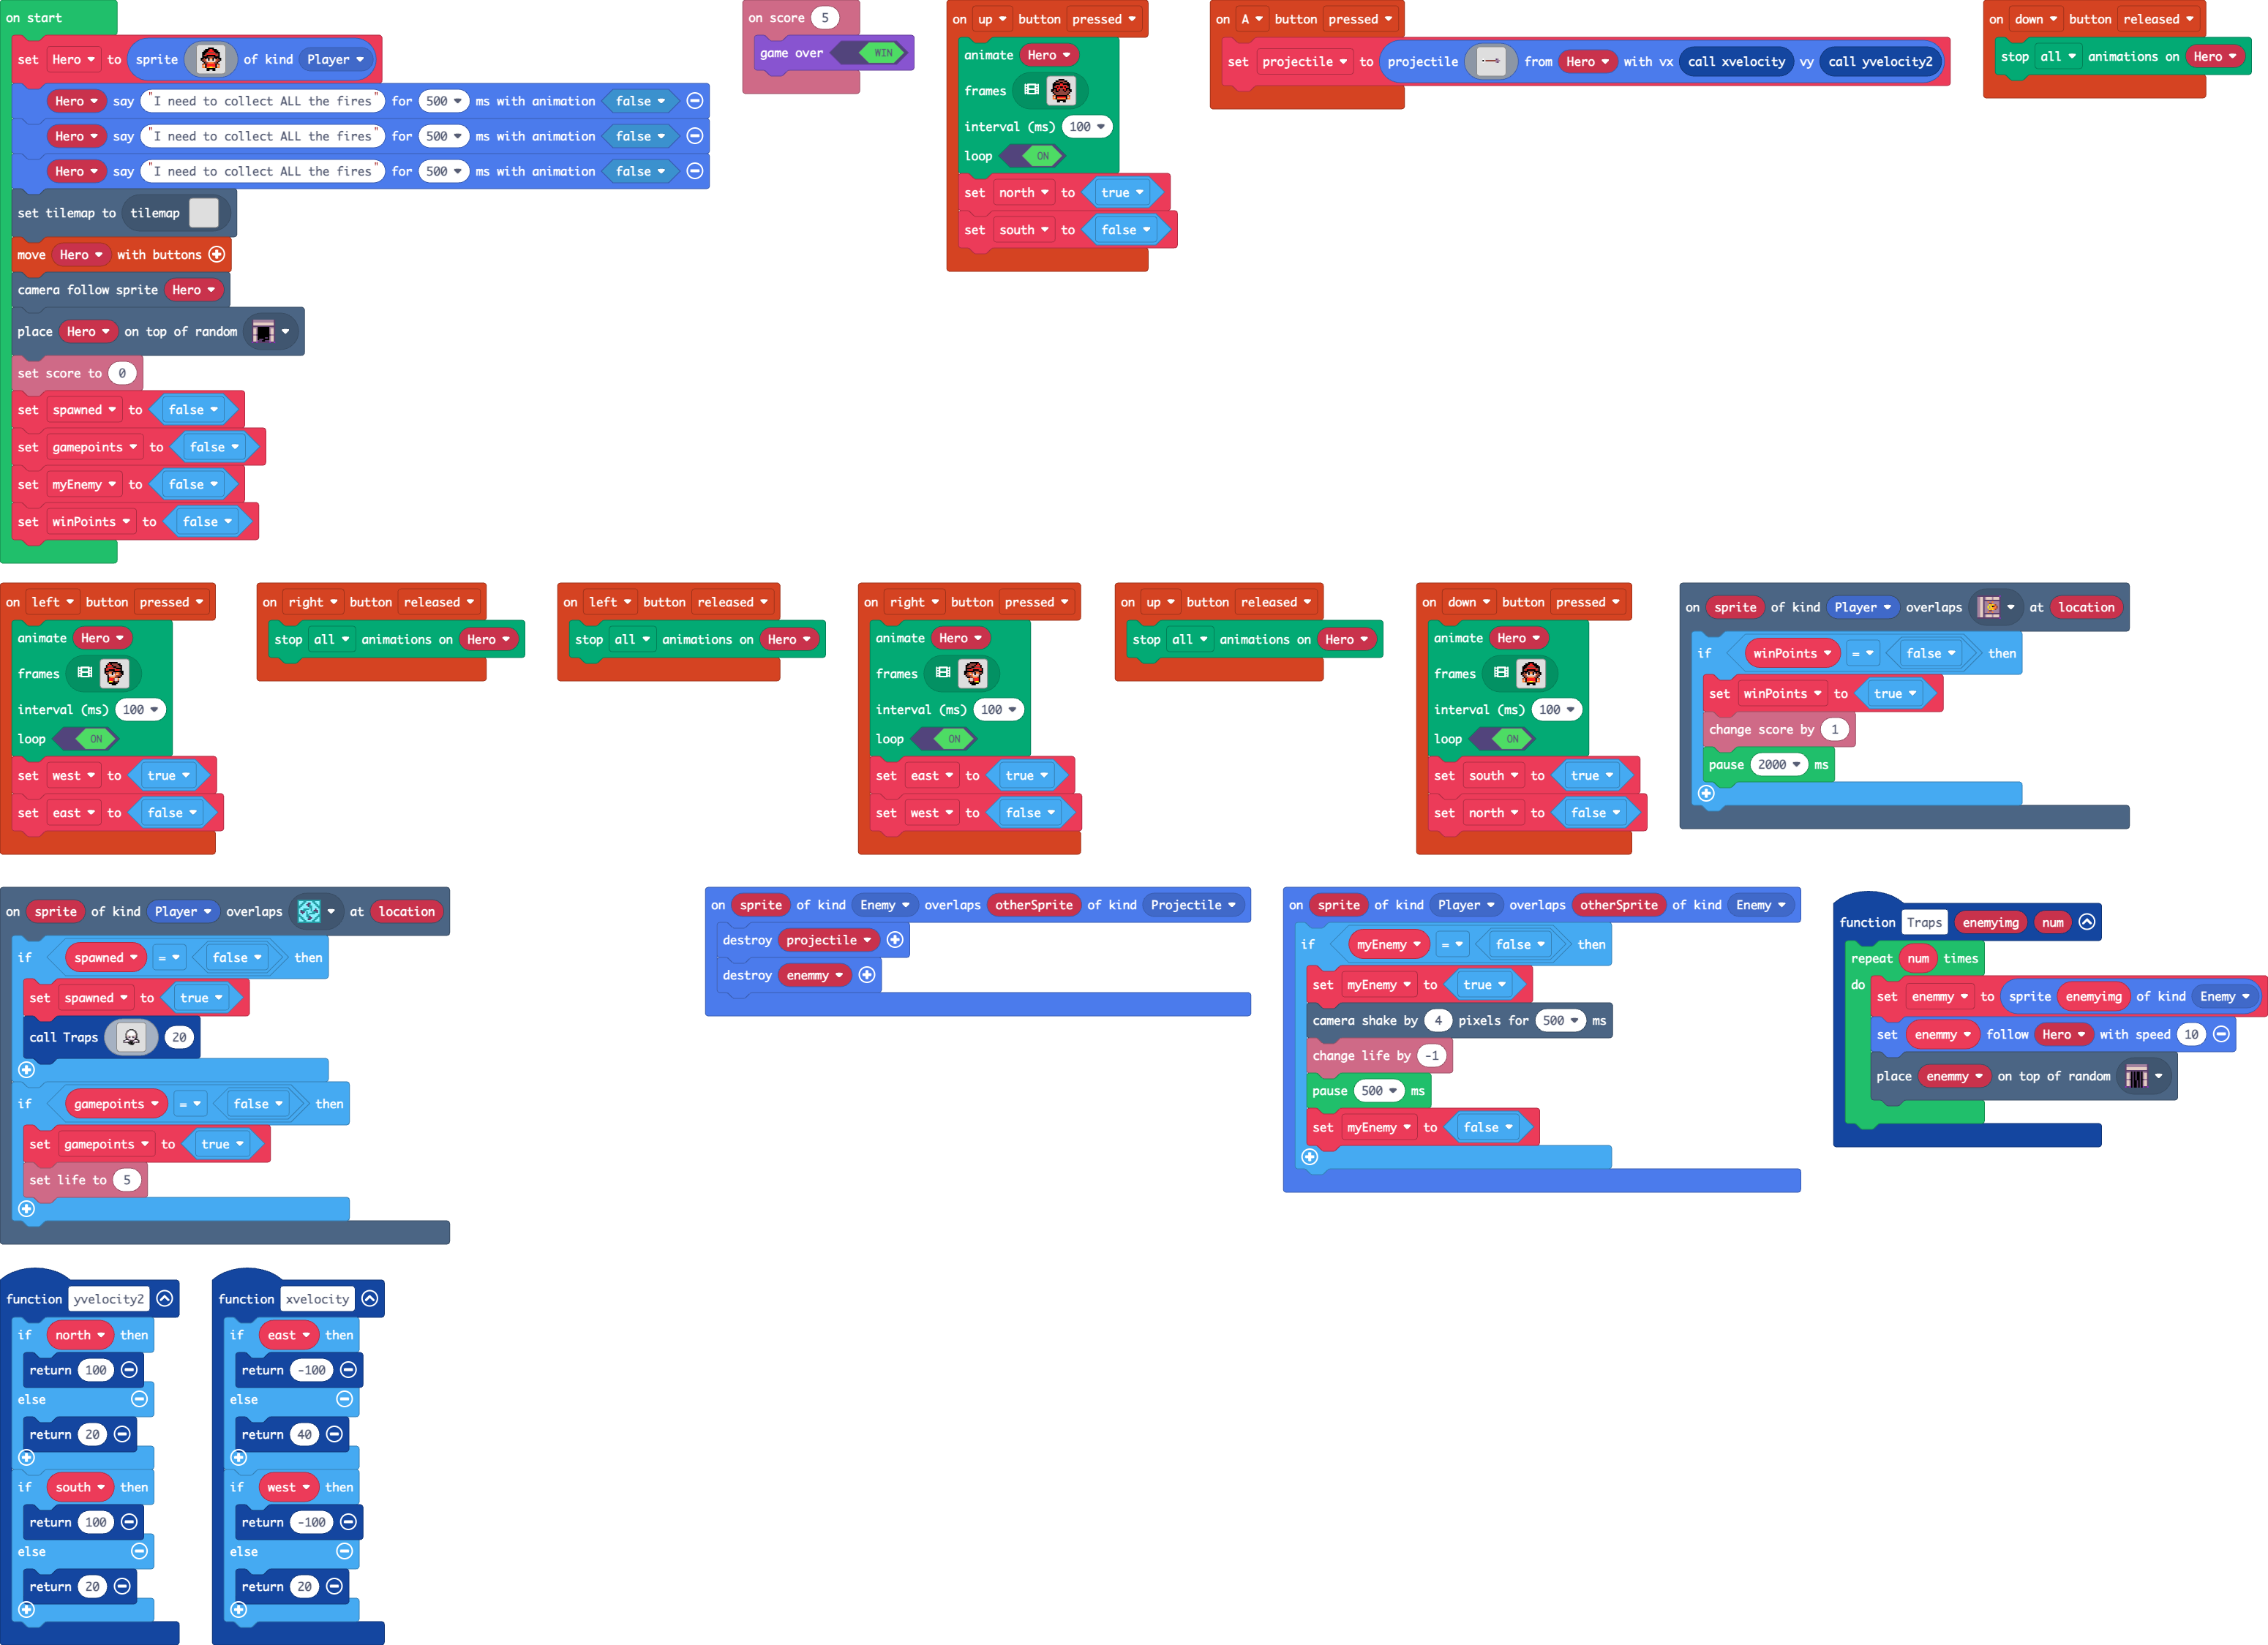 on start
set Hero to sprite of kind Player
Hero say "I need to collect ALL the fires" for 500 ms with animation false
Hero say "I need to collect ALL the fires" for 500 ms with animation false
Hero say "I need to collect ALL the fires" for 500 ms with animation false
set tilemap to tilemap
move Hero with buttons
camera follow sprite Hero
place Hero on top of random
set score to 0
set spawned to false
set gamepoints to false
set myEnemy to false
set winPoints to false
on score 5
game over WIN
on up button pressed
animate Hero
frames
interval (ms) 100
loop ON
set north to true
set south to false
on A button pressed
set projectile to projectile from Hero with vx call xvelocity vy call yvelocity2
on down button released
stop all animations on Hero
on left button pressed
animate Hero
frames
interval (ms) 100
loop ON
set west to true
set east to false
on right button released
stop all animations on Hero
on left button released
stop all animations on Hero
on right button pressed
animate Hero
frames
interval (ms) 100
loop ON
set east to true
set west to false
on up button released
stop all animations on Hero
on down button pressed
animate Hero
frames
interval (ms) 100
loop ON
set south to true
set north to false
on sprite of kind Player overlaps at location
if winPoints = false then
set winPoints to true
change score by 1
pause 2000 ms
on sprite of kind Player overlaps at location
if spawned = false then
set spawned to true
call Traps 20
if gamepoints = false then
set gamepoints to true
set life to 5
on sprite of kind Enemy overlaps otherSprite of kind Projectile
destroy projectile
destroy enemmy
on sprite of kind Player overlaps otherSprite of kind Enemy
if myEnemy = false then
set myEnemy to true
camera shake by 4 pixels for 500 ms
change life by -1
pause 500 ms
set myEnemy to false
function Traps enemyimg num
repeat num times
do set enemmy to sprite enemyimg of kind Enemy
set enemmy follow Hero with speed 10
place enemmy on top of random
function yvelocity2
if north then
return 100
else
return 20
if south then
return 100
else
return 20
function xvelocity
if east then
return -100
else
return 40
if west then
return -100
else
return 20